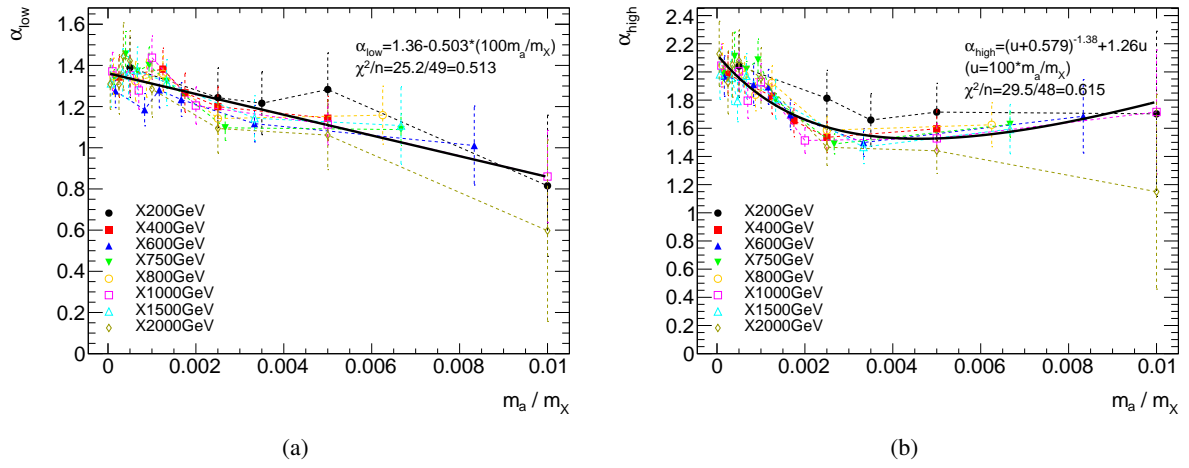 α_low
1.6
1.4
1.2
1
0.8
0.6
0.4
0.2
0
α_low=1.36-0.503*(100m_a/m_X)
χ²/n=25.2/49=0.513
X200GeV
X400GeV
X600GeV
X750GeV
X800GeV
X1000GeV
X1500GeV
X2000GeV
0 0.002 0.004 0.006 0.008 0.01
m_a / m_X
(a)
α_high
2.4
2.2
2
1.8
1.6
1.4
1.2
1
0.8
0.6
0.4
0.2
0
α_high=(u+0.579)^-1.38+1.26u
(u=100*m_a/m_X)
χ²/n=29.5/48=0.615
X200GeV
X400GeV
X600GeV
X750GeV
X800GeV
X1000GeV
X1500GeV
X2000GeV
0 0.002 0.004 0.006 0.008 0.01
m_a / m_X
(b)